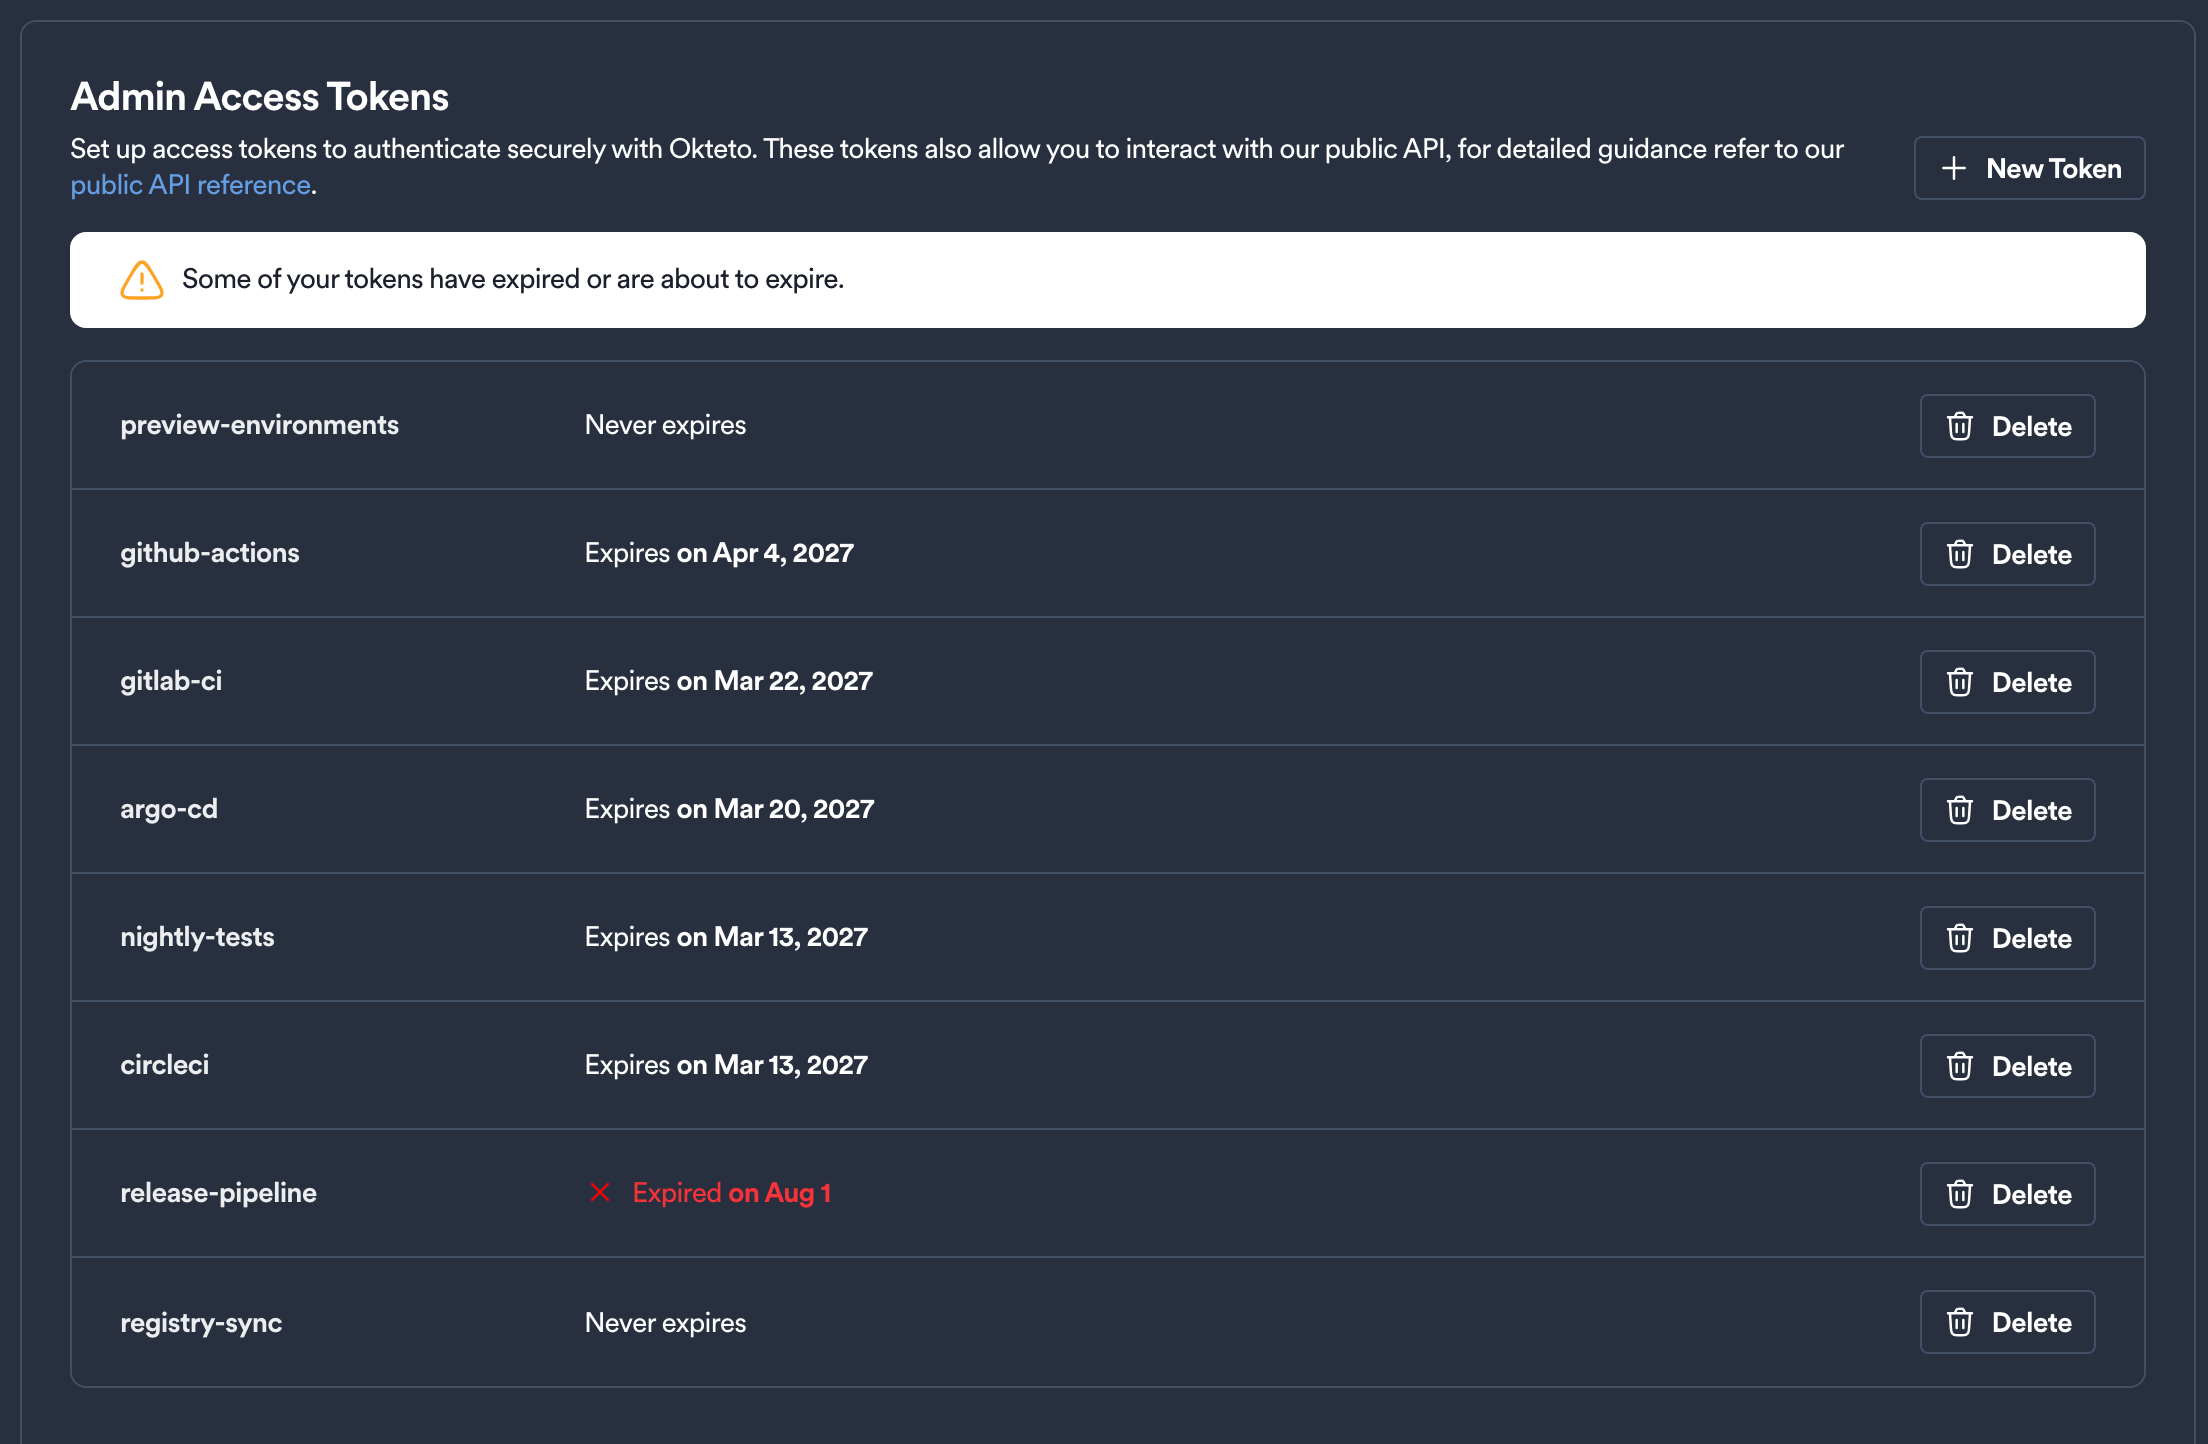 Admin Access Tokens
Set up access tokens to authenticate securely with Okteto. These tokens also allow you to interact with our public API, for detailed guidance refer to our
public API reference.
New Token
Some of your tokens have expired or are about to expire.
preview-environments Never expires Delete
github-actions Expires on Apr 4, 2027 Delete
gitlab-ci Expires on Mar 22, 2027 Delete
argo-cd Expires on Mar 20, 2027 Delete
nightly-tests Expires on Mar 13, 2027 Delete
circleci Expires on Mar 13, 2027 Delete
release-pipeline Expired on Aug 1 Delete
registry-sync Never expires Delete